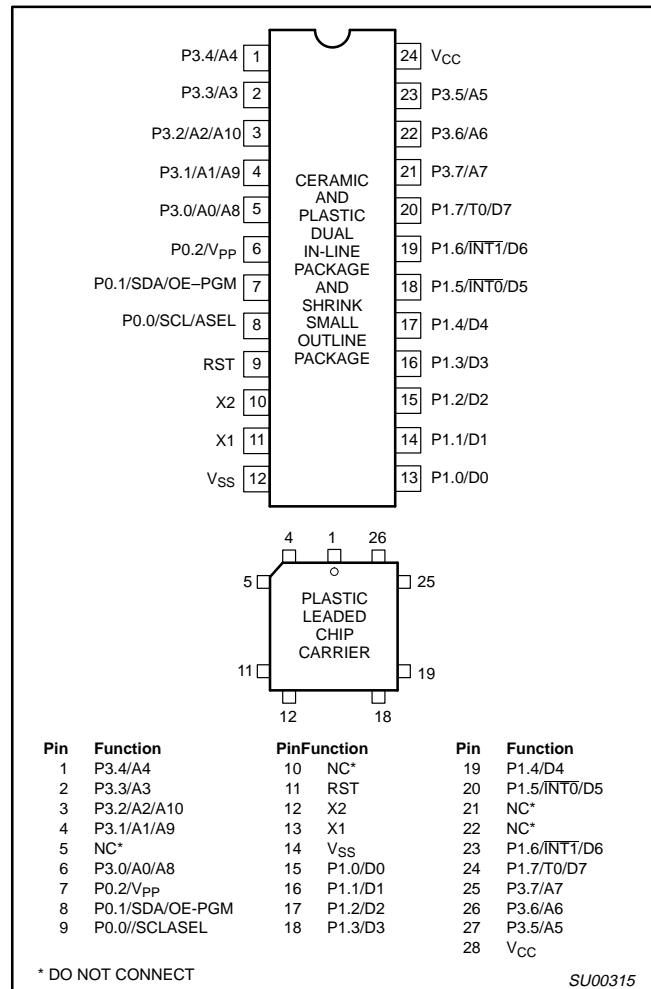 P3.4/A4 1 24 VCC
P3.3/A3 2 23 P3.5/A5
P3.2/A2/A10 3 22 P3.6/A6
P3.1/A1/A9 4 21 P3.7/A7
P3.0/A0/A8 5 20 P1.7/T0/D7
P0.2/VPP 6 19 P1.6/INT1/D6
P0.1/SDA/OE–PGM 7 18 P1.5/INT0/D5
P0.0/SCL/ASEL 8 17 P1.4/D4
RST 9 16 P1.3/D3
X2 10 15 P1.2/D2
X1 11 14 P1.1/D1
VSS 12 13 P1.0/D0
CERAMIC
AND
PLASTIC
DUAL
IN-LINE
PACKAGE
AND
SHRINK
SMALL
OUTLINE
PACKAGE
4 1 26
5 25
PLASTIC
LEADED
CHIP
CARRIER
11 19
12 18
Pin Function
1 P3.4/A4
2 P3.3/A3
3 P3.2/A2/A10
4 P3.1/A1/A9
5 NC*
6 P3.0/A0/A8
7 P0.2/VPP
8 P0.1/SDA/OE-PGM
9 P0.0//SCLASEL
PinFunction
10 NC*
11 RST
12 X2
13 X1
14 VSS
15 P1.0/D0
16 P1.1/D1
17 P1.2/D2
18 P1.3/D3
Pin Function
19 P1.4/D4
20 P1.5/INT0/D5
21 NC*
22 NC*
23 P1.6/INT1/D6
24 P1.7/T0/D7
25 P3.7/A7
26 P3.6/A6
27 P3.5/A5
28 VCC
* DO NOT CONNECT
SU00315